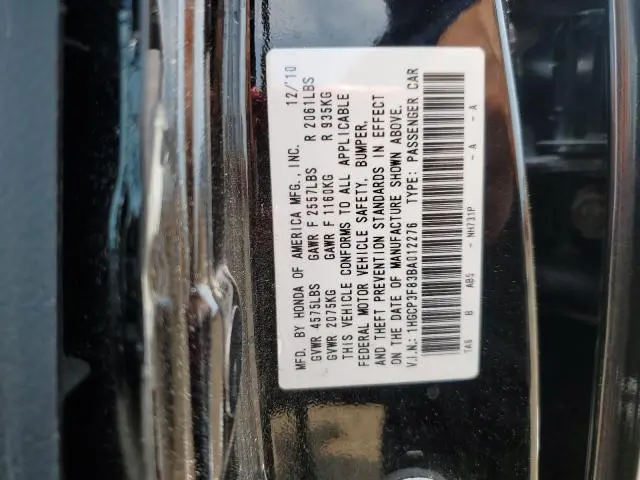 MFD. BY HONDA OF AMERICA MFG., INC. 12/'10
GVWR 4575LBS GAWR F 2557LBS R 2061LBS
GVWR 2075KG GAWR F 1160KG R 935KG
THIS VEHICLE CONFORMS TO ALL APPLICABLE
FEDERAL MOTOR VEHICLE SAFETY, BUMPER,
AND THEFT PREVENTION STANDARDS IN EFFECT
ON THE DATE OF MANUFACTURE SHOWN ABOVE.
V.I.N.: 1HGCP3F83BA012276 TYPE: PASSENGER CAR
TA6 B AB5 - NH731P - A - A